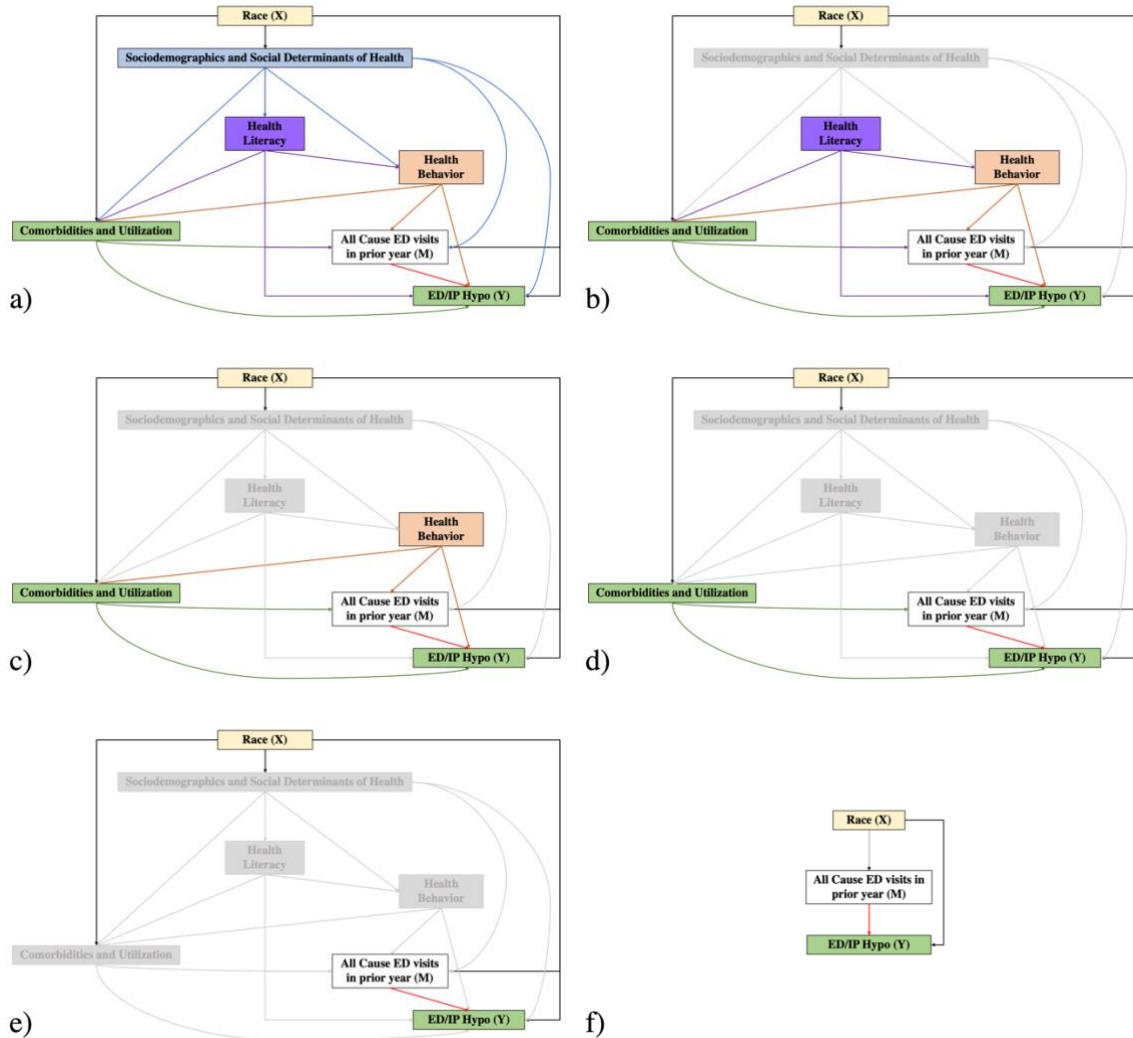 Race (X)
Sociodemographics and Social Determinants of Health
Health
Literacy
Health
Behavior
Comorbidities and Utilization
All Cause ED visits
in prior year (M)
ED/IP Hypo (Y)
a)
Race (X)
Sociodemographics and Social Determinants of Health
Health
Literacy
Health
Behavior
Comorbidities and Utilization
All Cause ED visits
in prior year (M)
ED/IP Hypo (Y)
b)
Race (X)
Sociodemographics and Social Determinants of Health
Health
Literacy
Health
Behavior
Comorbidities and Utilization
All Cause ED visits
in prior year (M)
ED/IP Hypo (Y)
c)
Race (X)
Sociodemographics and Social Determinants of Health
Health
Literacy
Health
Behavior
Comorbidities and Utilization
All Cause ED visits
in prior year (M)
ED/IP Hypo (Y)
d)
Race (X)
Sociodemographics and Social Determinants of Health
Health
Literacy
Health
Behavior
Comorbidities and Utilization
All Cause ED visits
in prior year (M)
ED/IP Hypo (Y)
e)
Race (X)
All Cause ED visits in
prior year (M)
ED/IP Hypo (Y)
f)